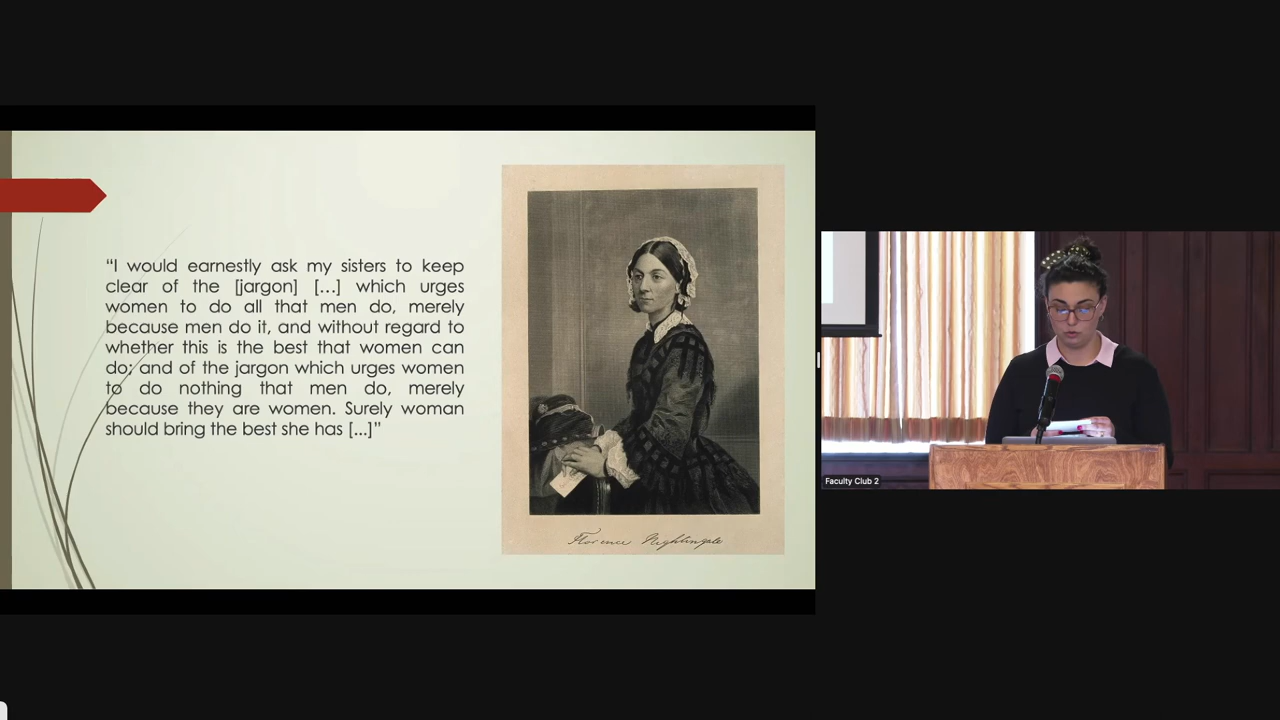 “I would earnestly ask my sisters to keep
clear of the [jargon] [...] which urges
women to do all that men do, merely
because men do it, and without regard to
whether this is the best that women can
do; and of the jargon which urges women
to do nothing that men do, merely
because they are women. Surely woman
should bring the best she has [...]”
Florence Nightingale
Faculty Club 2